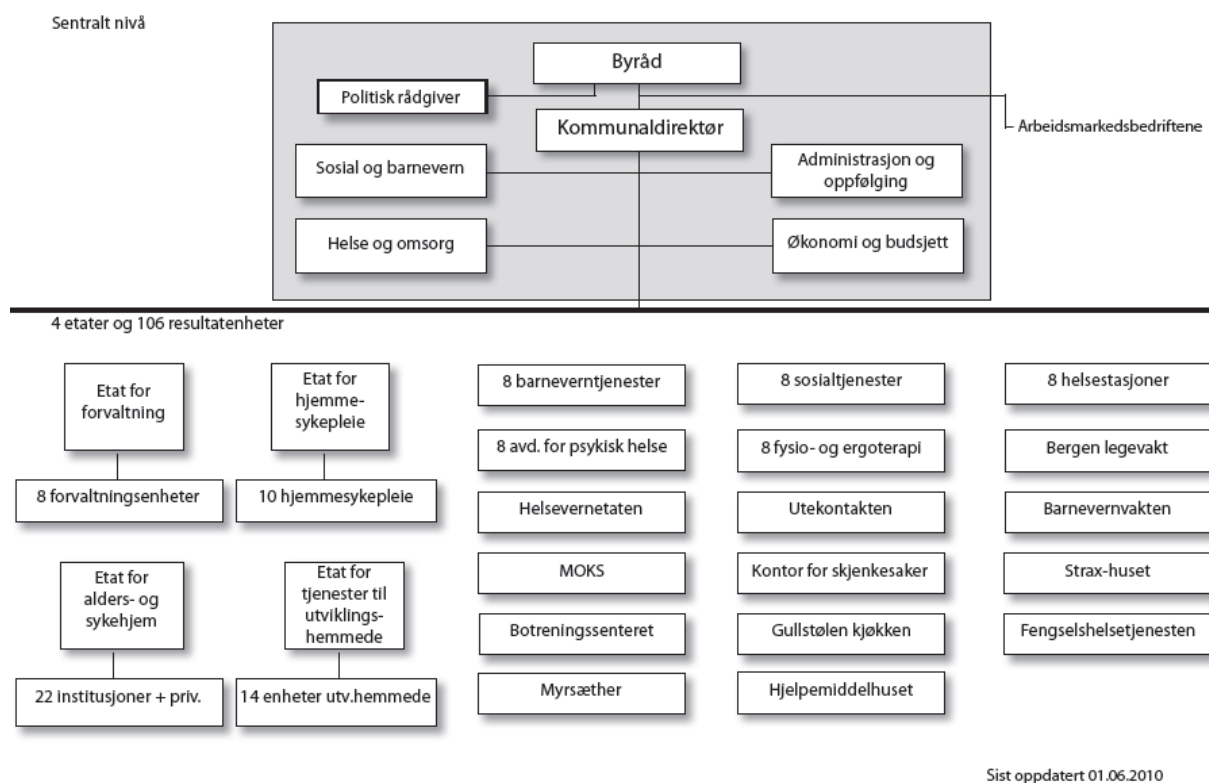 Sentralt nivå
Byråd
Politisk rådgiver
Kommunaldirektør
Arbeidsmarkedsbedriftene
Sosial og barnevern
Administrasjon og
oppfølging
Helse og omsorg
Økonomi og budsjett
4 etater og 106 resultatenheter
Etat for
forvaltning
8 forvaltningsenheter
Etat for
hjemme-
sykepleie
10 hjemmesykepleie
Etat for
alders- og
sykehjem
22 institusjoner + priv.
Etat for
tjenester til
utviklings-
hemmede
14 enheter utv.hemmede
8 barneverntjenester
8 sosialtjenester
8 helsestasjoner
8 avd. for psykisk helse
8 fysio- og ergoterapi
Bergen legevakt
Helsevernetaten
Utekontakten
Barnevernvakten
MOKS
Kontor for skjenkesaker
Strax-huset
Botreningssenteret
Gullstølen kjøkken
Fengselshelsetjenesten
Myrsæther
Hjelpemiddelhuset
Sist oppdatert 01.06.2010